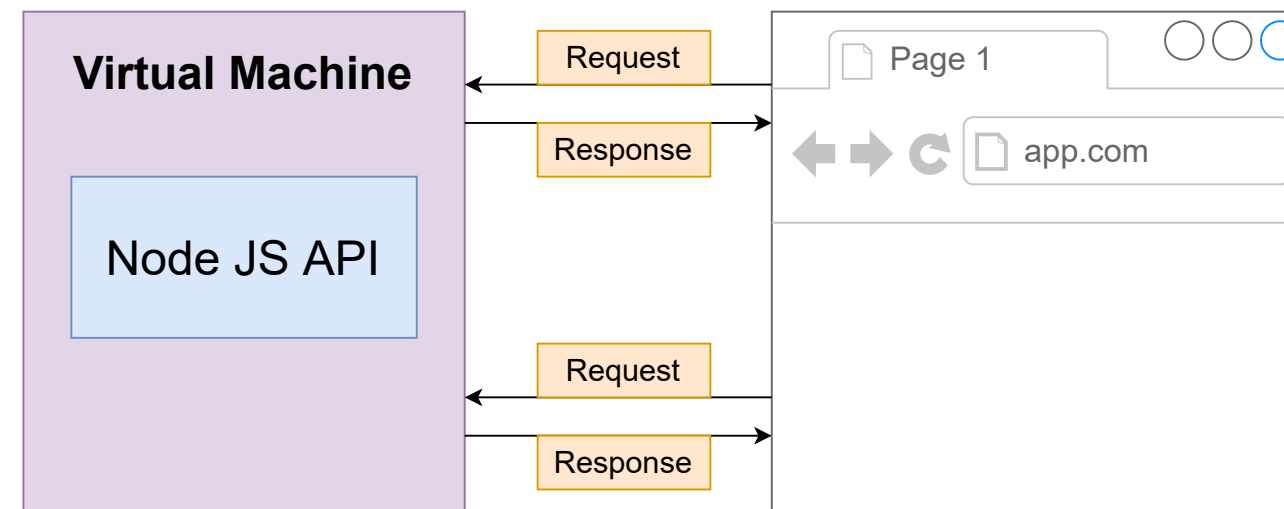 Virtual Machine
Node JS API
Request
Response
Request
Response
Page 1
app.com